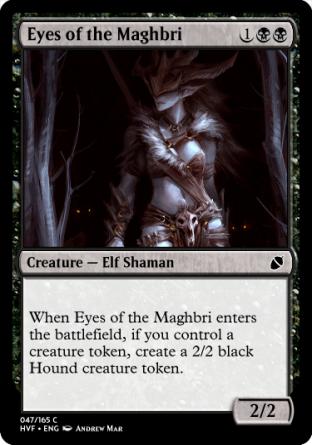 Eyes of the Maghbri 1
Creature — Elf Shaman
When Eyes of the Maghbri enters
the battlefield, if you control a
creature token, create a 2/2 black
Hound creature token.
047/165 C
HVF • ENG Andrew Mar
2/2